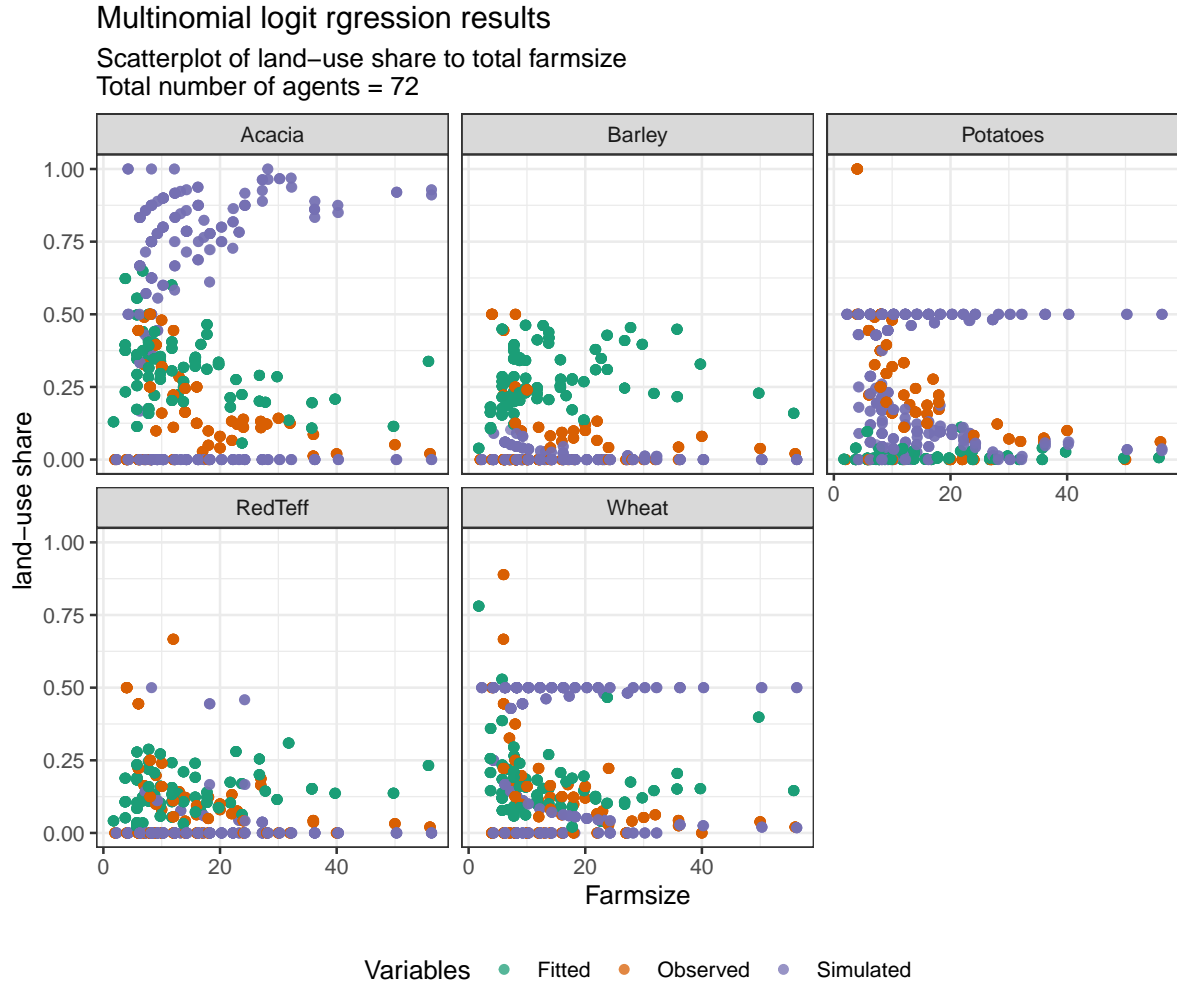 Multinomial logit rgression results
Scatterplot of land−use share to total farmsize
Total number of agents = 72
Acacia
Barley
Potatoes
1.00
0.75
0.50
0.25
0.00
0
20
40
RedTeff
Wheat
1.00
0.75
0.50
0.25
0.00
0
20
40
0
20
40
land−use share
Farmsize
Variables
Fitted
Observed
Simulated